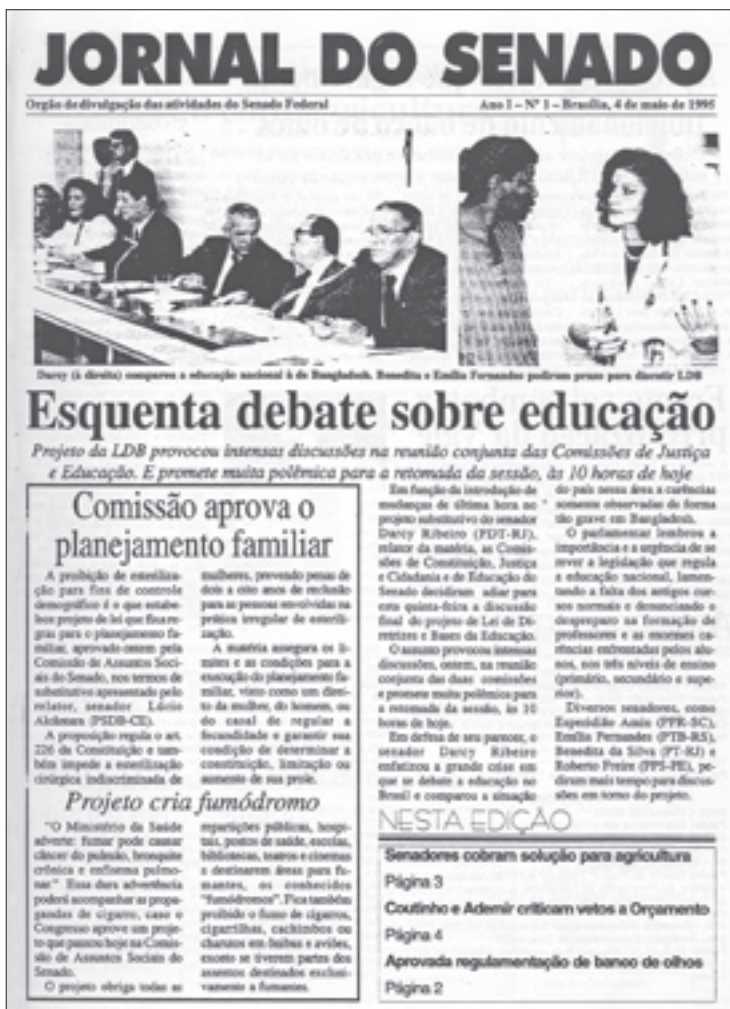 JORNAL DO SENADO
Orgão de divulgação das atividades do Senado Federal
Ano I – Nº 1 – Brasília, 4 de maio de 1995
Darcy (à direita) comparou a educação nacional à de Bangladesh. Benedita e Emília Fernandes pediram prazo para discutir LDB
Esquenta debate sobre educação
Projeto da LDB provocou intensas discussões na reunião conjunta das Comissões de Justiça
e Educação. E promete muita polêmica para a retomada da sessão, às 10 horas de hoje
Comissão aprova o
planejamento familiar
A proibição de esteriliza-
ção para fins de controle
demográfico é o que estabe-
lece projeto de lei que fixa re-
gras para o planejamento fa-
miliar, aprovado ontem pela
Comissão de Assuntos Soci-
ais do Senado, nos termos de
substitutivo apresentado pelo
relator, senador Lúcio
Alcântara (PSDB-CE).
A proposição regula o art.
226 da Constituição e tam-
bém impede a esterilização
cirúrgica indiscriminada de
mulheres, prevendo penas de
dois a oito anos de reclusão
para as pessoas envolvidas na
prática irregular de esterili-
zação.
A matéria assegura os li-
mites e as condições para a
execução do planejamento fa-
miliar, visto como um direi-
to da mulher, do homem, ou
do casal de regular a
fecundidade e garantir sua
condição de determinar a
constituição, limitação ou
aumento de sua prole.
Projeto cria fumódromo
"O Ministério da Saúde
adverte: fumar pode causar
câncer do pulmão, bronquite
crônica e enfisema pulmo-
nar." Essa dura advertência
poderá acompanhar as propa-
gandas de cigarro, caso o
Congresso aprove um proje-
to que passou hoje na Comis-
são de Assuntos Sociais do
Senado.
O projeto obriga todas as
repartições públicas, hospi-
tais, postos de saúde, escolas,
bibliotecas, teatros e cinemas
a destinarem áreas para fu-
mantes, os conhecidos
"fumódromos". Fica também
proibido o fumo de cigarros,
cigarrilhas, cachimbos ou
charutos em ônibus e aviões,
exceto se tiverem partes dos
assentos destinados exclusi-
vamente a fumantes.
Em função da introdução de
mudanças de última hora no
projeto substitutivo do senador
Darcy Ribeiro (PDT-RJ),
relator da matéria, as Comis-
sões de Constituição, Justiça
e Cidadania e de Educação do
Senado decidiram adiar para
esta quinta-feira a discussão
final do projeto de Lei de Di-
retrizes e Bases da Educação.
O assunto provocou intensas
discussões, ontem, na reunião
conjunta das duas comissões
e promete muita polêmica para
a retomada da sessão, às 10
horas de hoje.
Em defesa de seu parecer, o
senador Darcy Ribeiro
enfatizou a grande crise em
que se debate a educação no
Brasil e comparou a situação
do país nessa área a carências
somente observadas de forma
tão grave em Bangladesh.
O parlamentar lembrou a
importância e a urgência de se
rever a legislação que regula
a educação nacional, lamen-
tando a falta dos antigos cur-
sos normais e denunciando o
despreparo na formação de
professores e as enormes ca-
rências enfrentadas pelos alu-
nos, nos três níveis de ensino
(primário, secundário e supe-
rior).
Diversos senadores, como
Esperidião Amin (PPR-SC),
Emília Fernandes (PTB-RS),
Benedita da Silva (PT-RJ) e
Roberto Freire (PPS-PE), pe-
diram mais tempo para discus-
sões em torno do projeto.
NESTA EDIÇÃO
Senadores cobram solução para agricultura
Página 3
Coutinho e Ademir criticam vetos a Orçamento
Página 4
Aprovada regulamentação de banco de olhos
Página 2